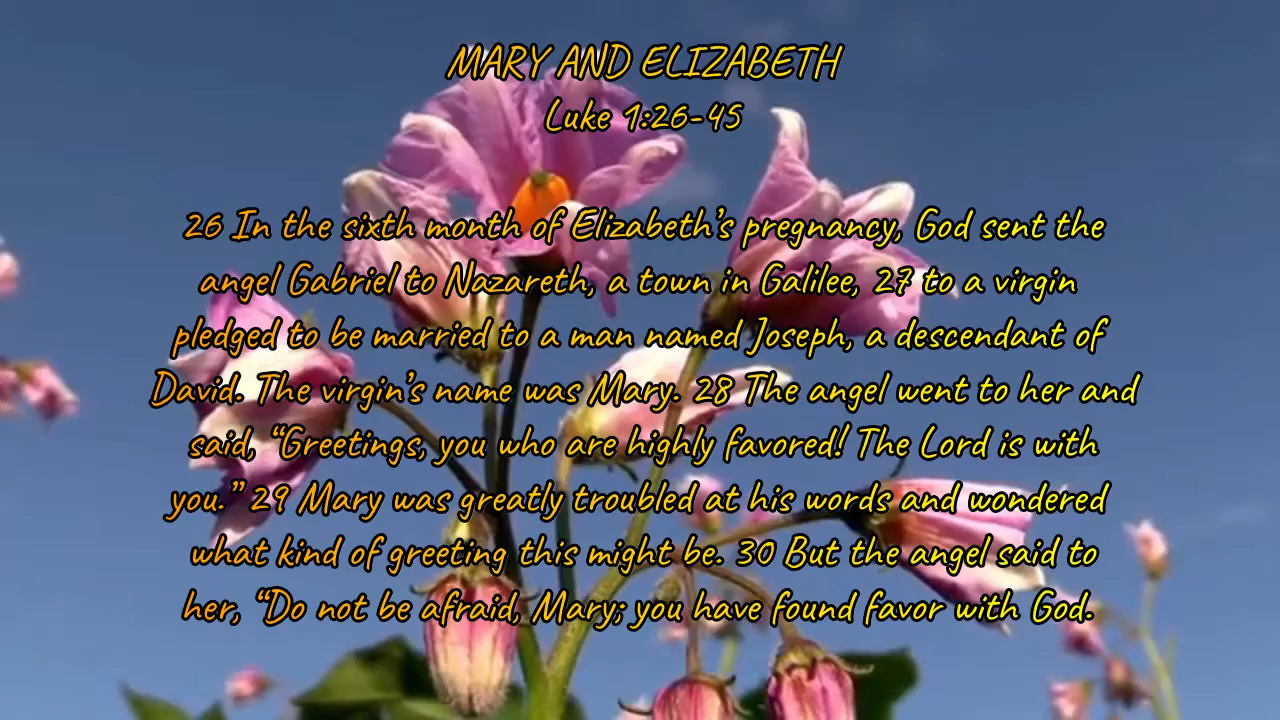 MARY AND ELIZABETH
Luke 1:26-45
26 In the sixth month of Elizabeth’s pregnancy, God sent the
angel Gabriel to Nazareth, a town in Galilee, 27 to a virgin
pledged to be married to a man named Joseph, a descendant of
David. The virgin’s name was Mary. 28 The angel went to her and
said, “Greetings, you who are highly favored! The Lord is with
you.” 29 Mary was greatly troubled at his words and wondered
what kind of greeting this might be. 30 But the angel said to
her, “Do not be afraid, Mary; you have found favor with God.